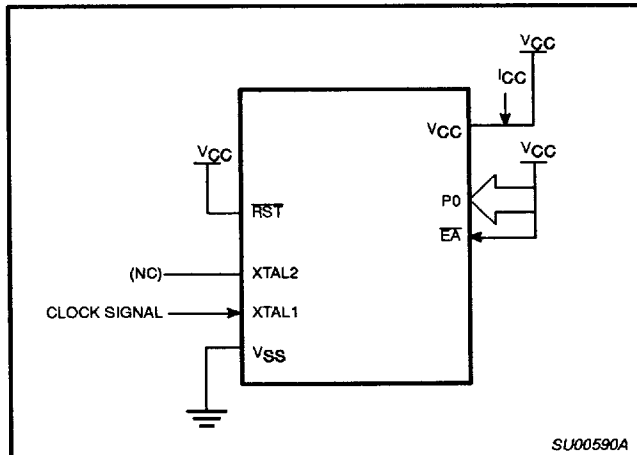 VCC
ICC
VCC
VCC
VCC
P0
RST
EA
(NC)
XTAL2
CLOCK SIGNAL
XTAL1
VSS
SU00590A